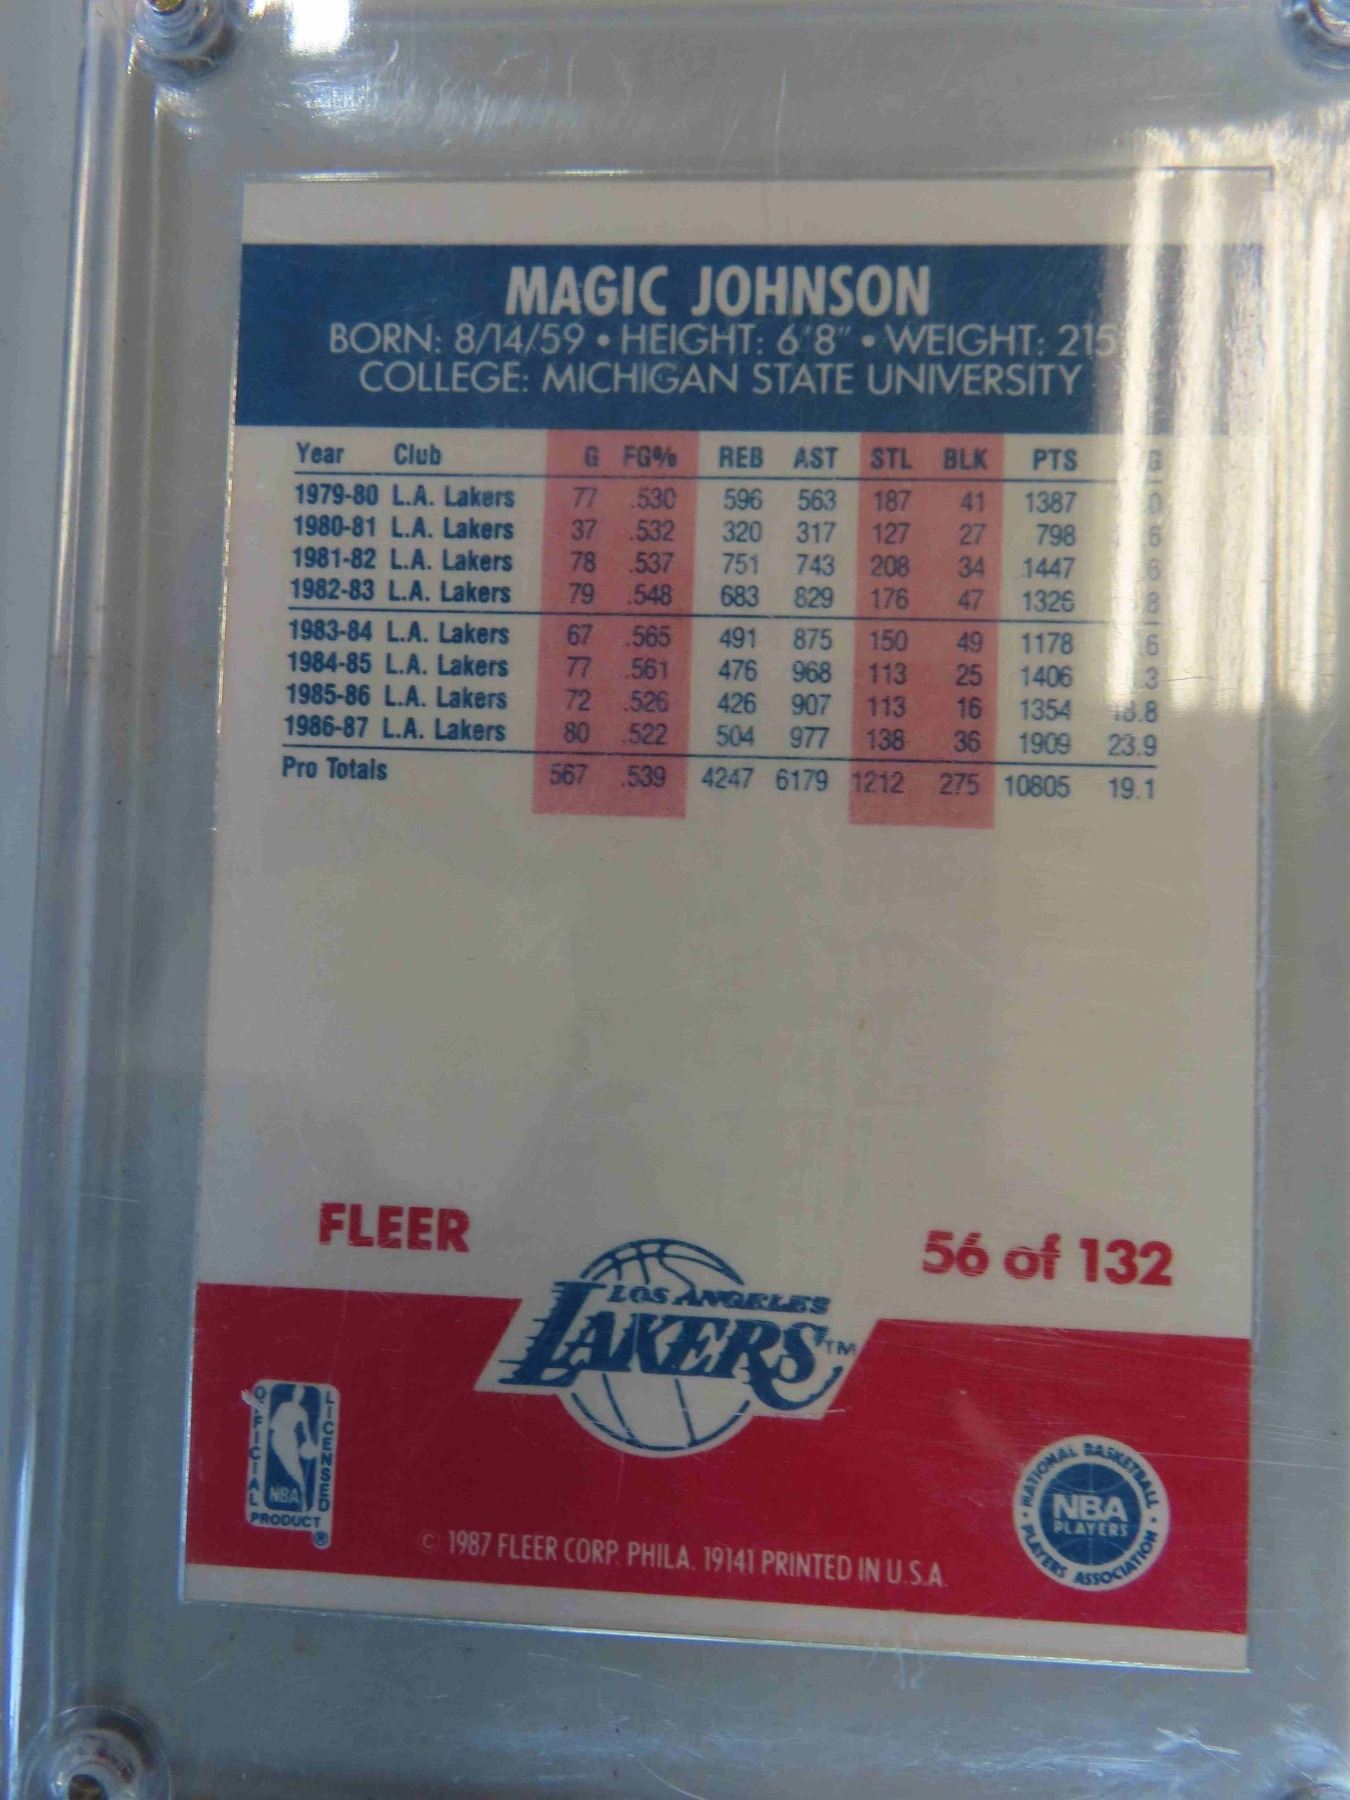 MAGIC JOHNSON
BORN: 8/14/59 • HEIGHT: 6'8" • WEIGHT: 215
COLLEGE: MICHIGAN STATE UNIVERSITY
Year Club G FG% REB AST STL BLK PTS
1979-80 L.A. Lakers 77 .530 596 563 187 41 1387
1980-81 L.A. Lakers 37 .532 320 317 127 27 798
1981-82 L.A. Lakers 78 .537 751 743 208 34 1447
1982-83 L.A. Lakers 79 .548 683 829 176 47 1326
1983-84 L.A. Lakers 67 .565 491 875 150 49 1178
1984-85 L.A. Lakers 77 .561 476 968 113 25 1406
1985-86 L.A. Lakers 72 .526 426 907 113 16 1354 18.8
1986-87 L.A. Lakers 80 .522 504 977 138 36 1909 23.9
Pro Totals 567 .539 4247 6179 1212 275 10805 19.1
FLEER
56 of 132
LOS ANGELES
LAKERS™
OFFICIAL LICENSED
NBA
PRODUCT ®
© 1987 FLEER CORP. PHILA. 19141 PRINTED IN U.S.A.
NATIONAL BASKETBALL
NBA
PLAYERS
• PLAYERS ASSOCIATION •